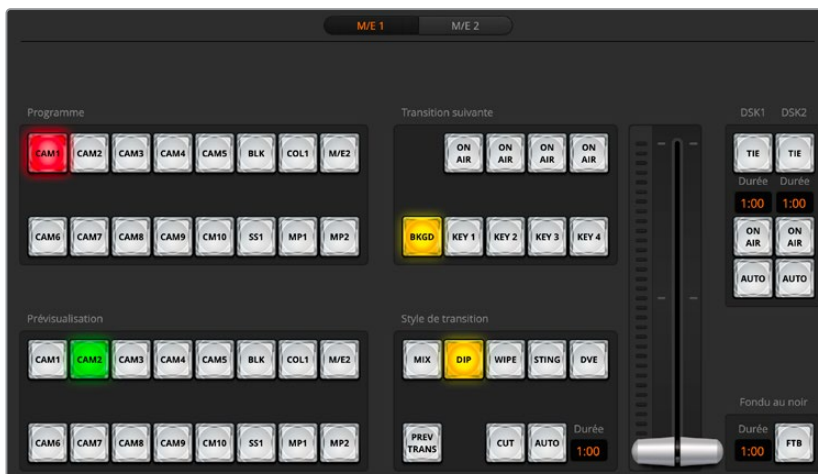 M/E 1 M/E 2
Programme
CAM1 CAM2 CAM3 CAM4 CAM5 BLK COL1 M/E2
CAM6 CAM7 CAM8 CAM9 CM10 SS1 MP1 MP2
Prévisualisation
CAM1 CAM2 CAM3 CAM4 CAM5 BLK COL1 M/E2
CAM6 CAM7 CAM8 CAM9 CM10 SS1 MP1 MP2
Transition suivante
ON AIR ON AIR ON AIR ON AIR
BKGD KEY 1 KEY 2 KEY 3 KEY 4
Style de transition
MIX DIP WIPE STING DVE
PREV TRANS CUT AUTO Durée 1:00
DSK1 DSK2
TIE TIE
Durée Durée
1:00 1:00
ON AIR ON AIR
AUTO AUTO
Fondu au noir
Durée
1:00 FTB